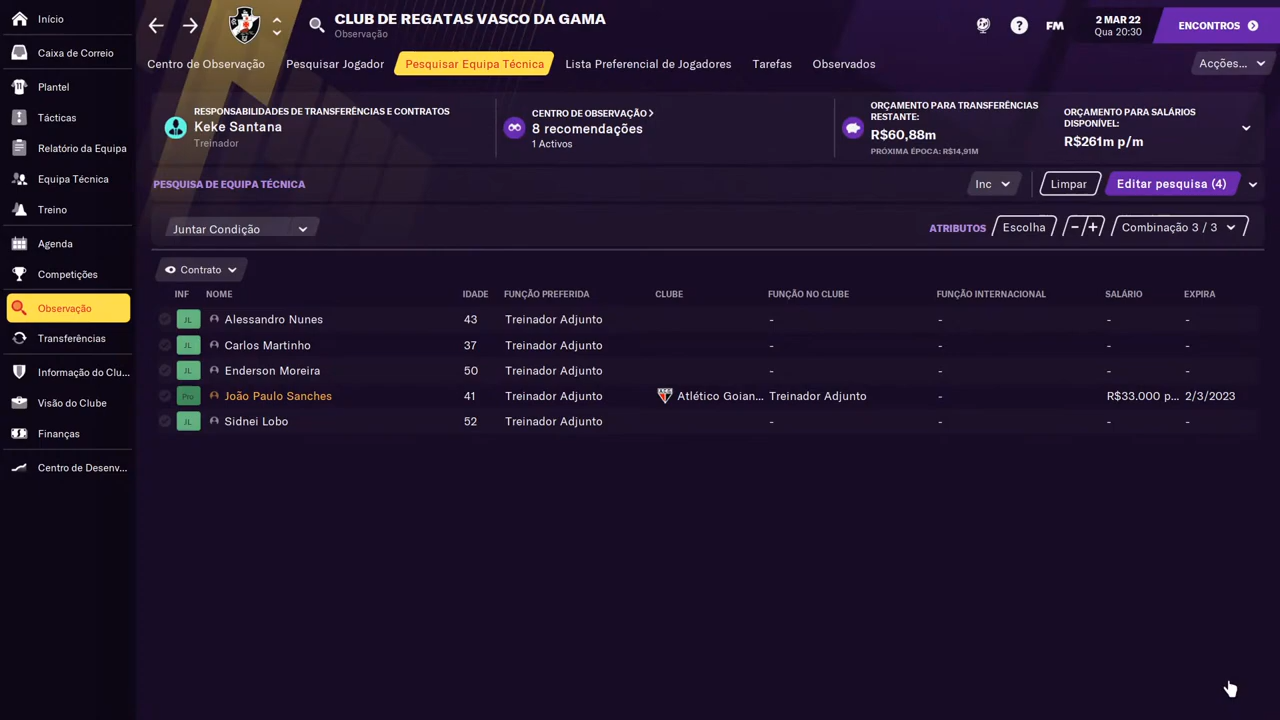 Início
Caixa de Correio
Plantel
Tácticas
Relatório da Equipa
Equipa Técnica
Treino
Agenda
Competições
Observação
Transferências
Informação do Clu...
Visão do Clube
Finanças
Centro de Desenv...
CLUB DE REGATAS VASCO DA GAMA
Observação
FM
2 MAR 22
Qua 20:30
ENCONTROS
Centro de Observação Pesquisar Jogador Pesquisar Equipa Técnica Lista Preferencial de Jogadores Tarefas Observados Acções...
RESPONSABILIDADES DE TRANSFERÊNCIAS E CONTRATOS
Keke Santana
Treinador
CENTRO DE OBSERVAÇÃO
8 recomendações
1 Activos
ORÇAMENTO PARA TRANSFERÊNCIAS
RESTANTE:
R$60,88m
PRÓXIMA ÉPOCA: R$14,91M
ORÇAMENTO PARA SALÁRIOS
DISPONÍVEL:
R$261m p/m
PESQUISA DE EQUIPA TÉCNICA Inc Limpar Editar pesquisa (4)
Juntar Condição ATRIBUTOS Escolha −/+ Combinação 3 / 3
Contrato
INF NOME IDADE FUNÇÃO PREFERIDA CLUBE FUNÇÃO NO CLUBE FUNÇÃO INTERNACIONAL SALÁRIO EXPIRA
JL Alessandro Nunes 43 Treinador Adjunto - - - -
JL Carlos Martinho 37 Treinador Adjunto - - - -
JL Enderson Moreira 50 Treinador Adjunto - - - -
Pro João Paulo Sanches 41 Treinador Adjunto Atlético Goian... Treinador Adjunto - R$33.000 p... 2/3/2023
JL Sidnei Lobo 52 Treinador Adjunto - - - -